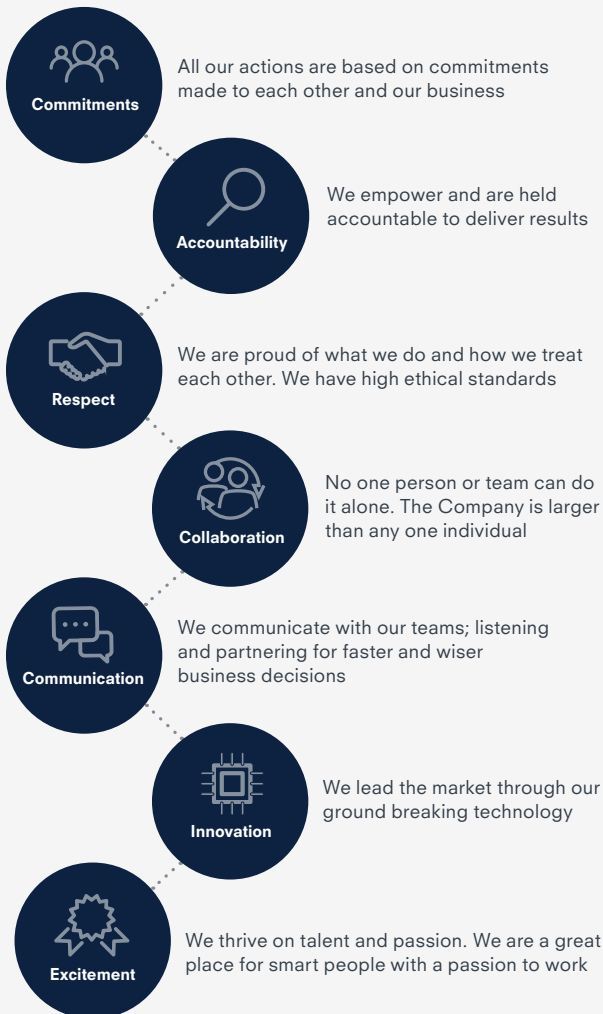 Commitments
All our actions are based on commitments
made to each other and our business
Accountability
We empower and are held
accountable to deliver results
Respect
We are proud of what we do and how we treat
each other. We have high ethical standards
Collaboration
No one person or team can do
it alone. The Company is larger
than any one individual
Communication
We communicate with our teams; listening
and partnering for faster and wiser
business decisions
Innovation
We lead the market through our
ground breaking technology
Excitement
We thrive on talent and passion. We are a great
place for smart people with a passion to work